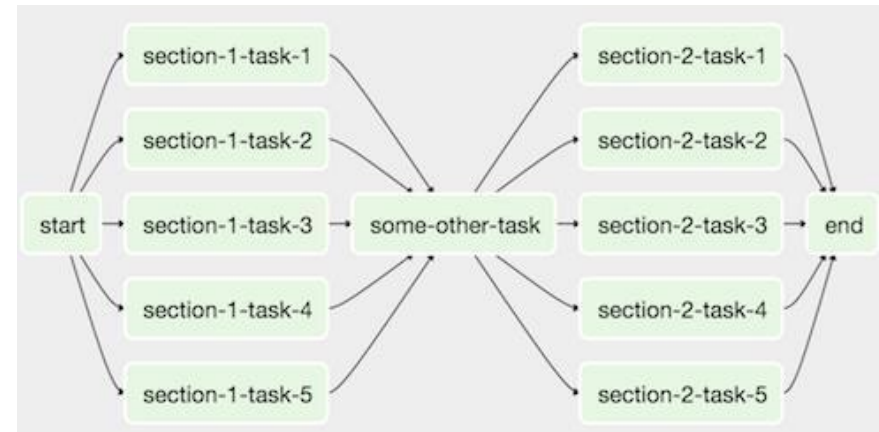 section-1-task-1
section-2-task-1
section-1-task-2
section-2-task-2
start
section-1-task-3
some-other-task
section-2-task-3
end
section-1-task-4
section-2-task-4
section-1-task-5
section-2-task-5